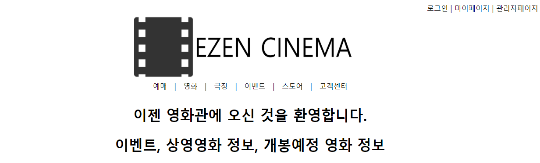 로그인 | 마이페이지 | 관리자페이지
EZEN CINEMA
예매 | 영화 | 극장 | 이벤트 | 스토어 | 고객센터
이젠 영화관에 오신 것을 환영합니다.
이벤트, 상영영화 정보, 개봉예정 영화 정보